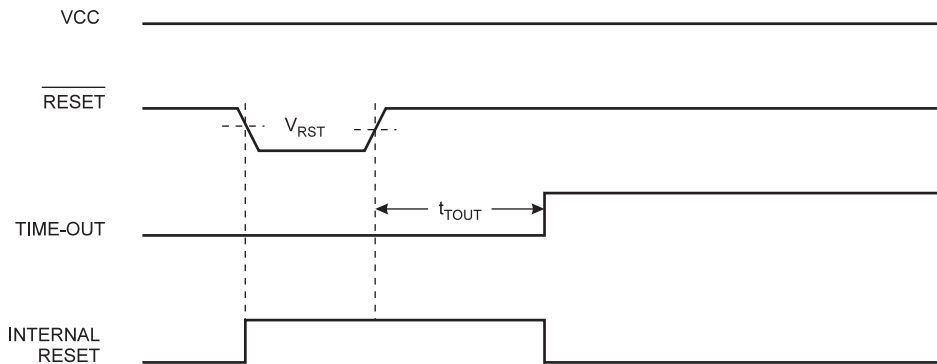 VCC
RESET
V_RST
t_TOUT
TIME-OUT
INTERNAL
RESET